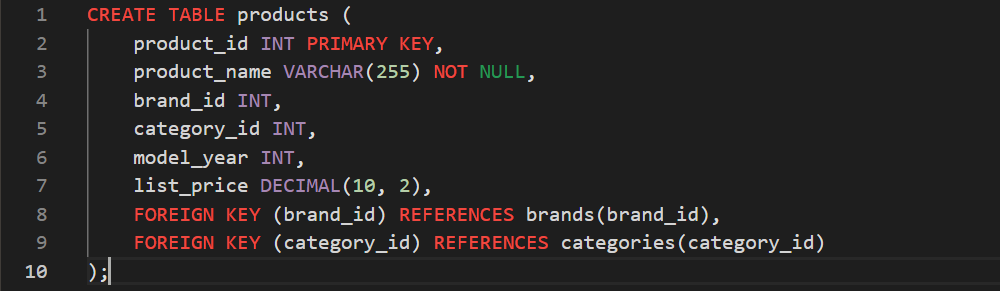 1 CREATE TABLE products (
2 product_id INT PRIMARY KEY,
3 product_name VARCHAR(255) NOT NULL,
4 brand_id INT,
5 category_id INT,
6 model_year INT,
7 list_price DECIMAL(10, 2),
8 FOREIGN KEY (brand_id) REFERENCES brands(brand_id),
9 FOREIGN KEY (category_id) REFERENCES categories(category_id)
10 );